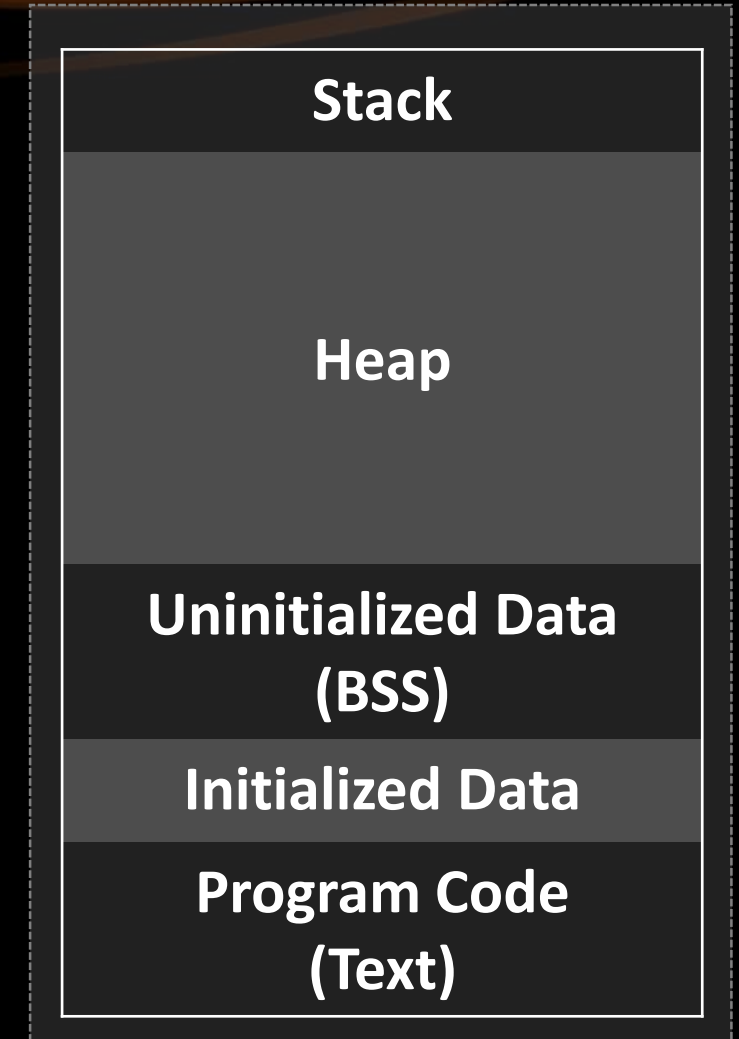 Stack
Heap
Uninitialized Data
(BSS)
Initialized Data
Program Code
(Text)